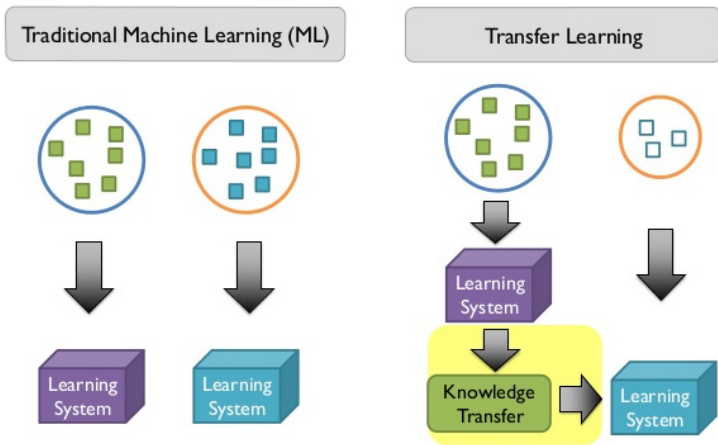 Traditional Machine Learning (ML)
Transfer Learning
Learning
System
Learning
System
Learning
System
Knowledge
Transfer
Learning
System